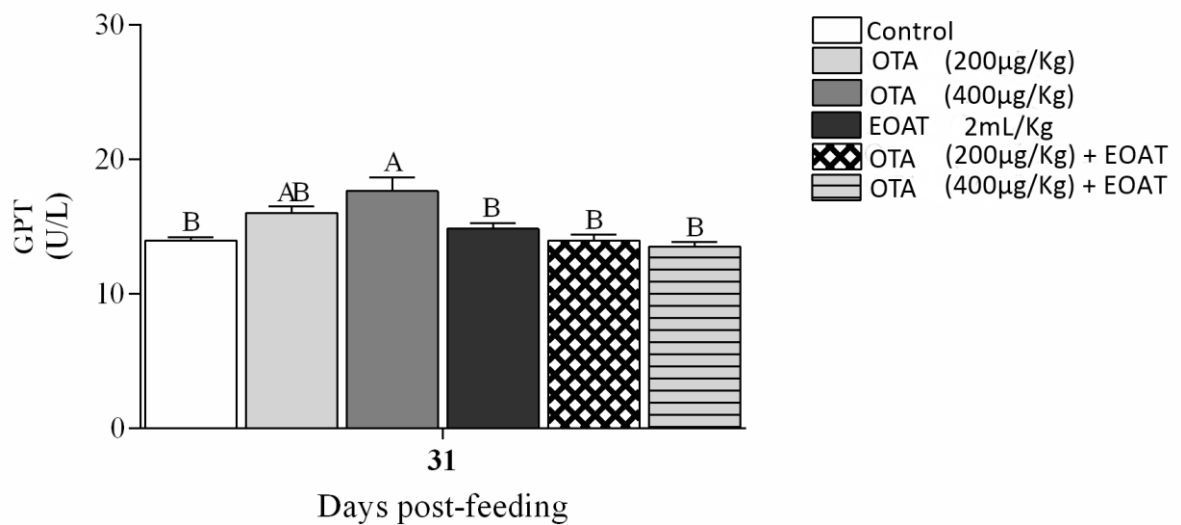 30
20
10
0
GPT
(U/L)
B
AB
A
B
B
B
31
Days post-feeding
Control
OTA (200µg/Kg)
OTA (400µg/Kg)
EOAT 2mL/Kg
OTA (200µg/Kg) + EOAT
OTA (400µg/Kg) + EOAT